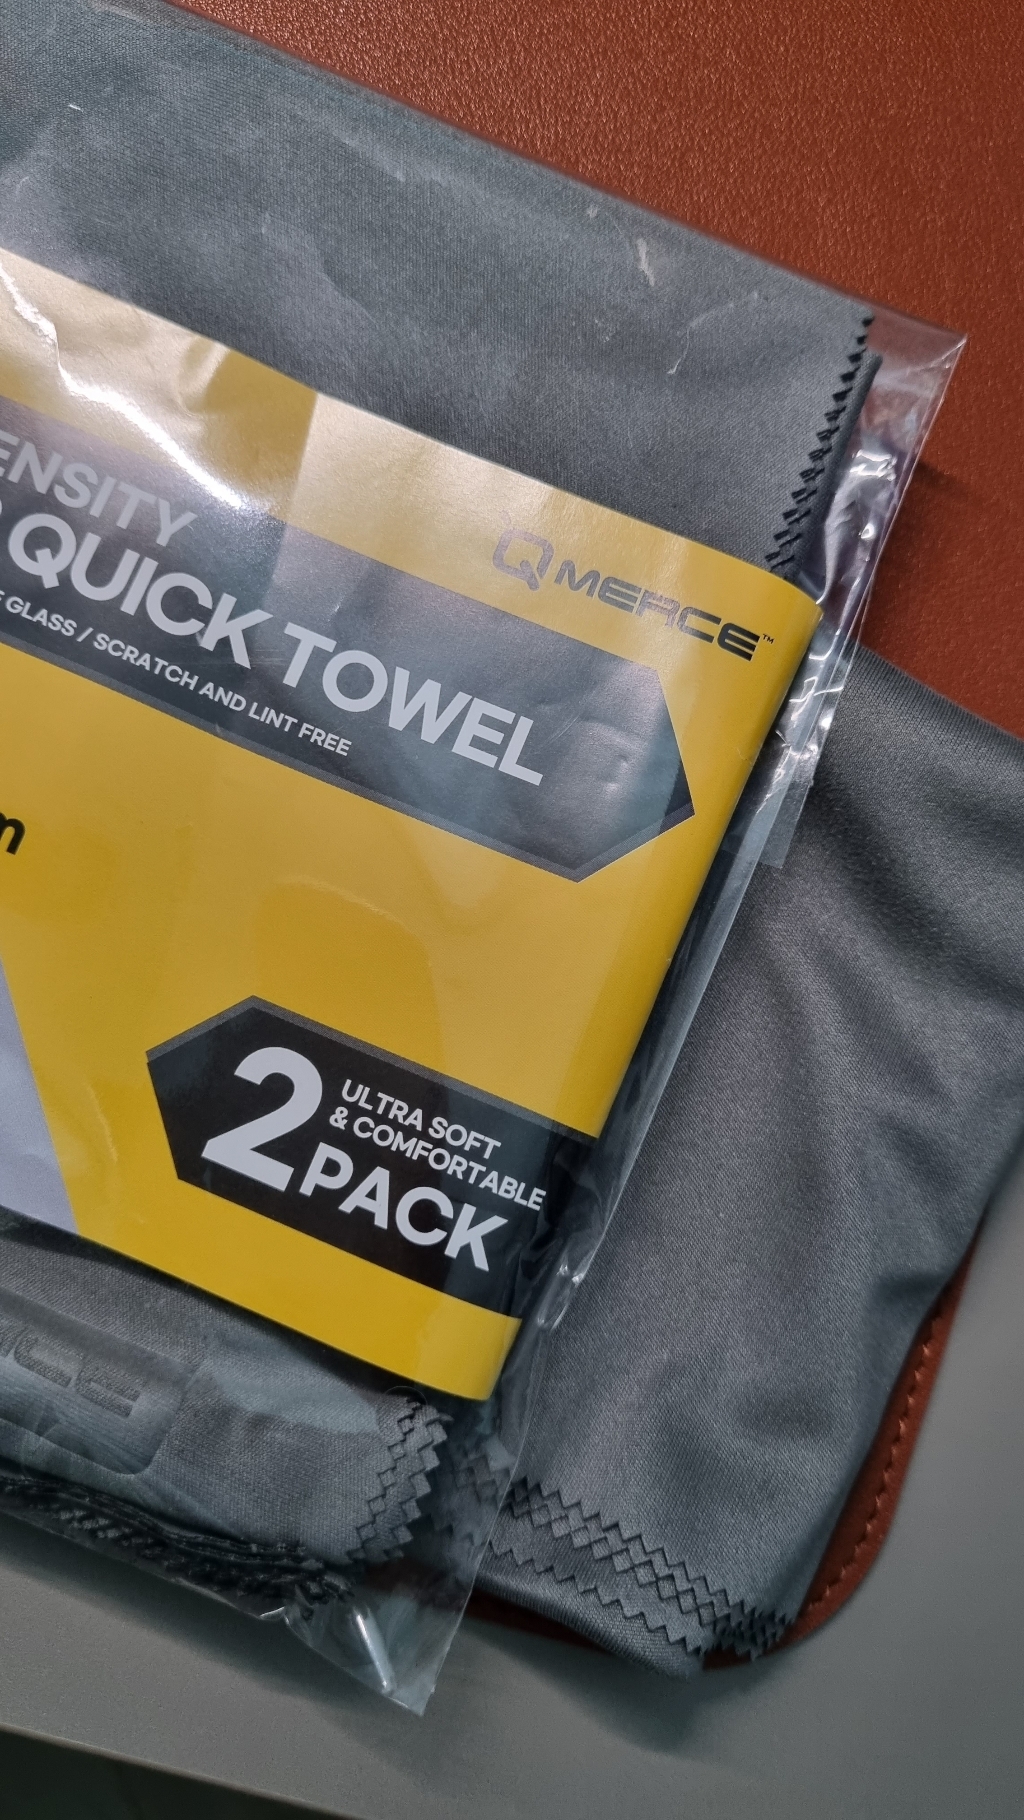 QMERCE™
ENSITY
QUICK TOWEL
GLASS / SCRATCH AND LINT FREE
m
2 PACK
ULTRA SOFT
& COMFORTABLE